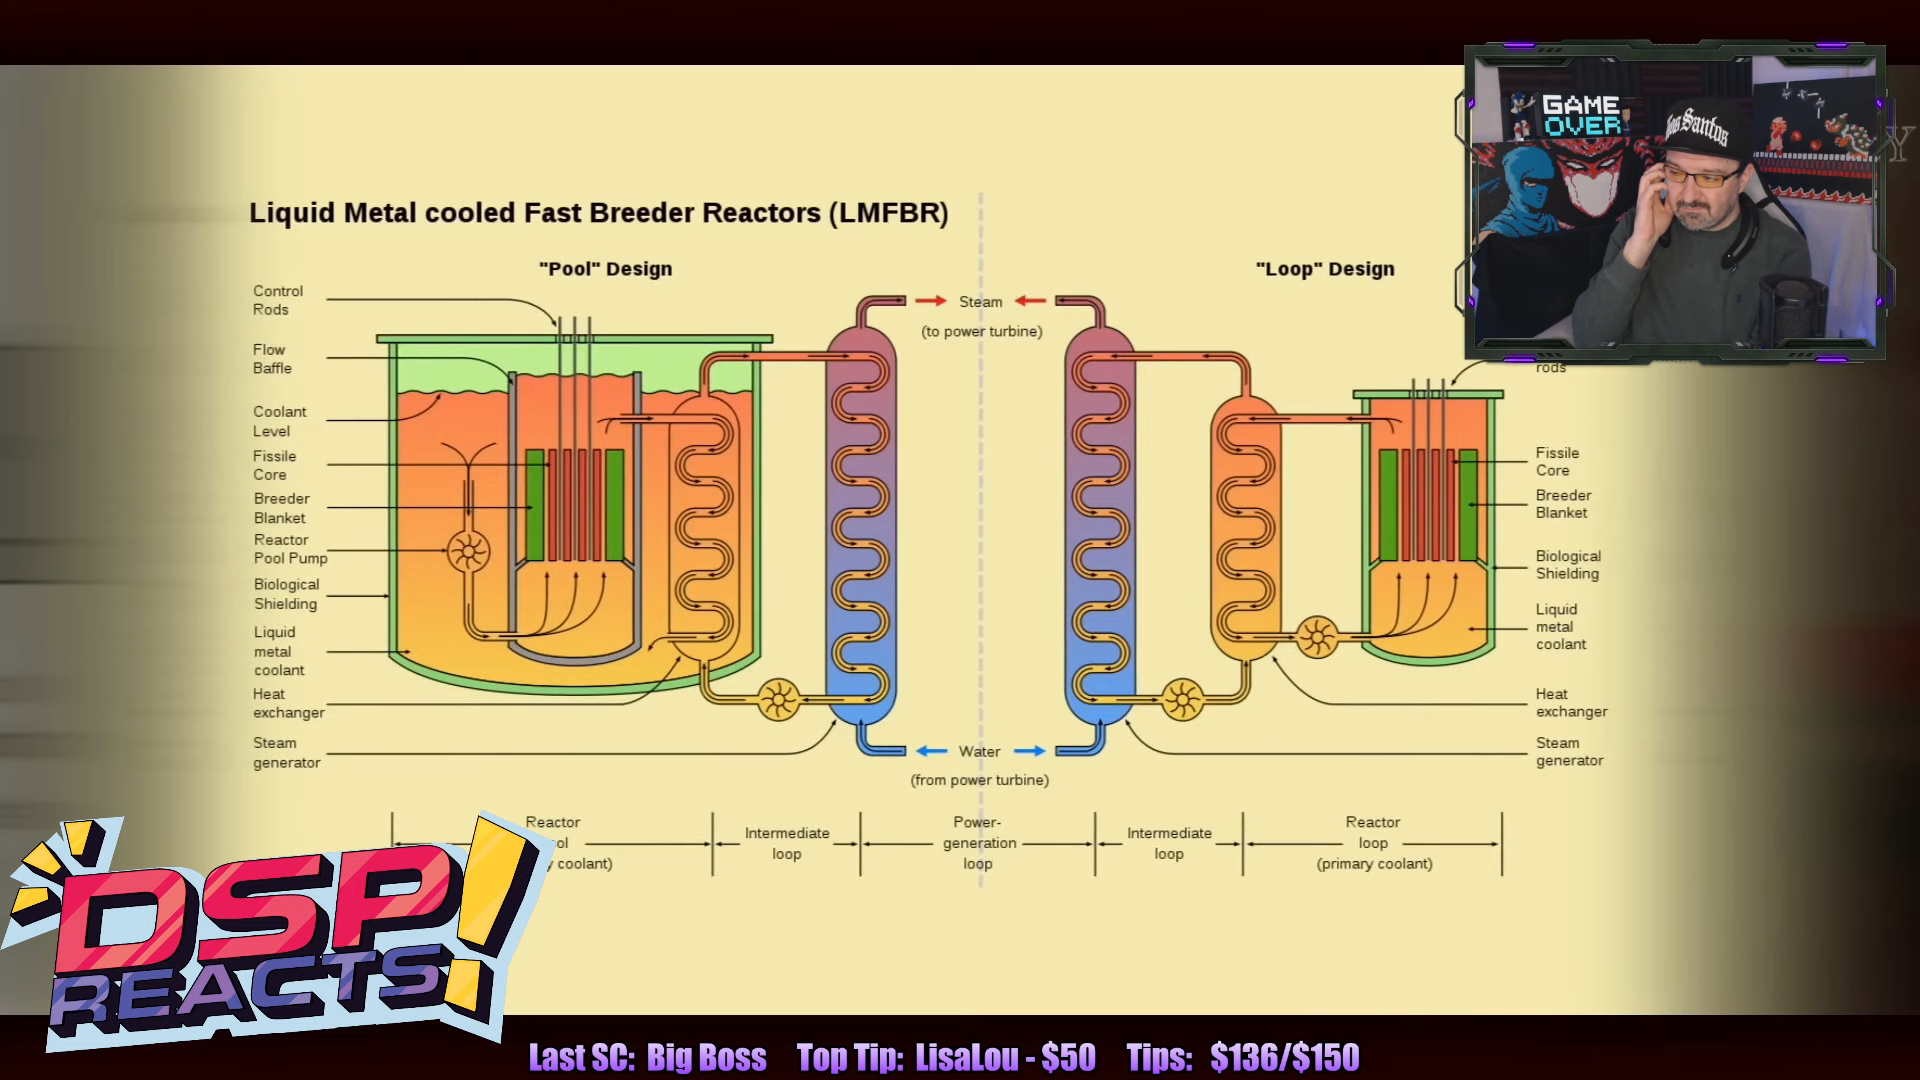 GAME
OVER
Los Santos
Y
Liquid Metal cooled Fast Breeder Reactors (LMFBR)
"Pool" Design
"Loop" Design
Control
Rods
Flow
Baffle
Coolant
Level
Fissile
Core
Breeder
Blanket
Reactor
Pool Pump
Biological
Shielding
Liquid
metal
coolant
Heat
exchanger
Steam
generator
Steam
(to power turbine)
Water
(from power turbine)
rods
Fissile
Core
Breeder
Blanket
Biological
Shielding
Liquid
metal
coolant
Heat
exchanger
Steam
generator
Reactor
ol
y coolant)
Intermediate
loop
Power-
generation
loop
Intermediate
loop
Reactor
loop
(primary coolant)
DSP!
REACTS
Last SC: Big Boss Top Tip: LisaLou - $50 Tips: $136/$150